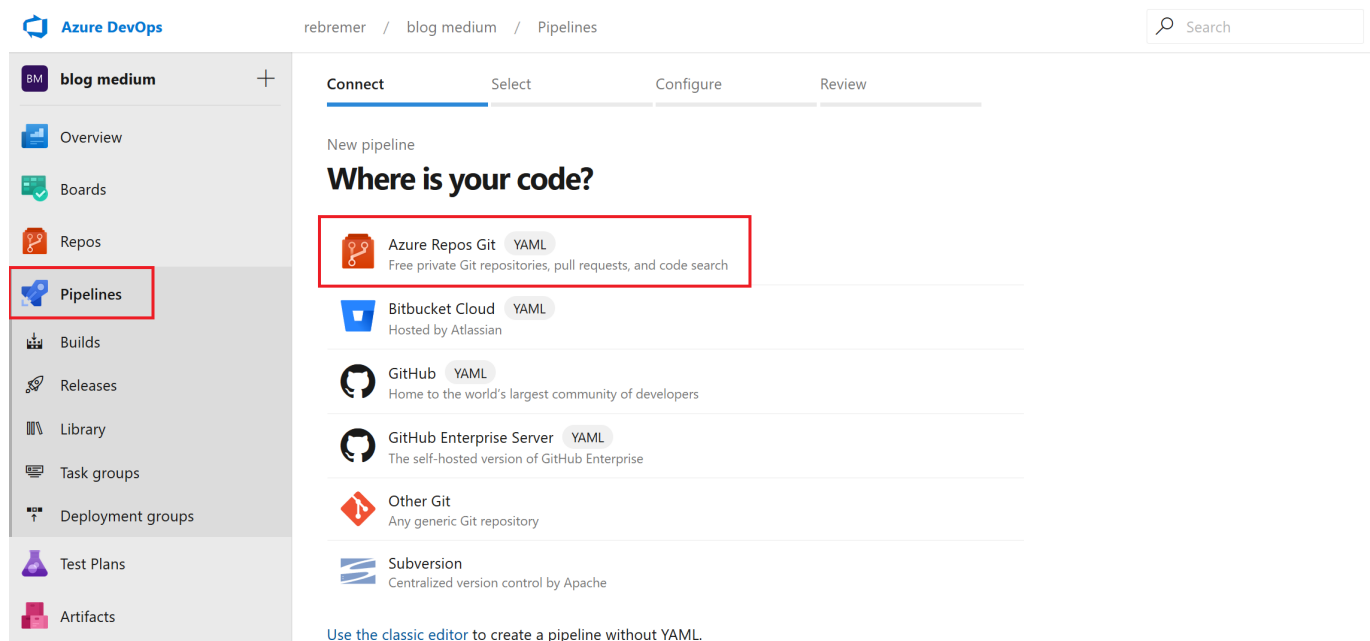 Azure DevOps
rebremer / blog medium / Pipelines
Search
BM blog medium
Overview
Boards
Repos
Pipelines
Builds
Releases
Library
Task groups
Deployment groups
Test Plans
Artifacts
Connect Select Configure Review
New pipeline
Where is your code?
Azure Repos Git YAML
Free private Git repositories, pull requests, and code search
Bitbucket Cloud YAML
Hosted by Atlassian
GitHub YAML
Home to the world's largest community of developers
GitHub Enterprise Server YAML
The self-hosted version of GitHub Enterprise
Other Git
Any generic Git repository
Subversion
Centralized version control by Apache
Use the classic editor to create a pipeline without YAML.